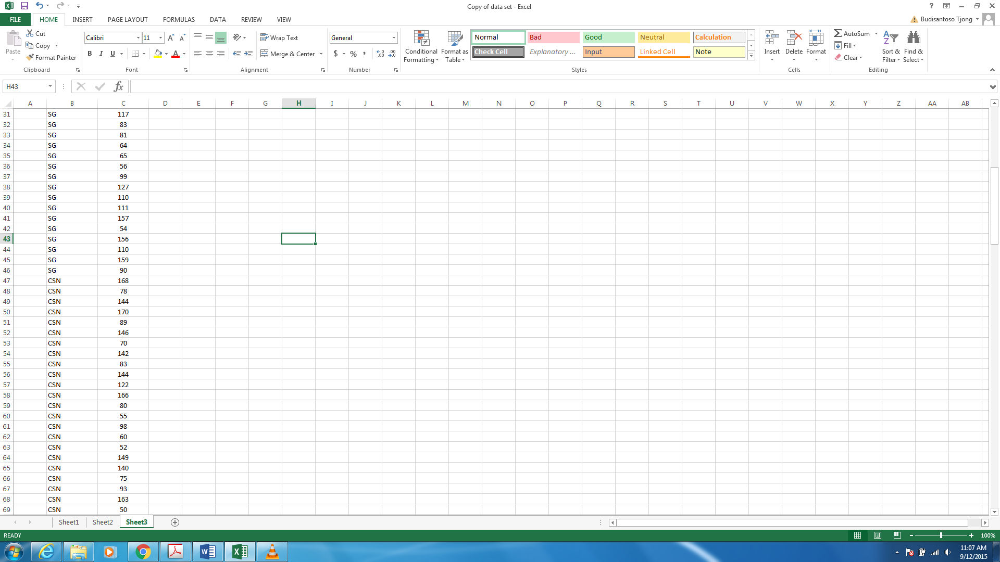 Copy of data set - Excel
FILE HOME INSERT PAGE LAYOUT FORMULAS DATA REVIEW VIEW Budisantoso Tjong
Paste
Cut
Copy
Format Painter
Clipboard
Calibri 11
B I U
Font
Wrap Text
Merge & Center
Alignment
General
$ % ,
Number
Conditional Formatting
Format as Table
Normal Bad Good Neutral Calculation
Check Cell Explanatory ... Input Linked Cell Note
Styles
Insert Delete Format
Cells
AutoSum
Fill
Clear
Sort & Filter
Find & Select
Editing
H43 fx
A B C D E F G H I J K L M N O P Q R S T U V W X Y Z AA AB
31 SG 117
32 SG 83
33 SG 81
34 SG 64
35 SG 65
36 SG 56
37 SG 99
38 SG 127
39 SG 110
40 SG 111
41 SG 157
42 SG 54
43 SG 156
44 SG 110
45 SG 159
46 SG 90
47 CSN 168
48 CSN 78
49 CSN 144
50 CSN 170
51 CSN 89
52 CSN 146
53 CSN 70
54 CSN 142
55 CSN 83
56 CSN 144
57 CSN 122
58 CSN 166
59 CSN 80
60 CSN 55
61 CSN 98
62 CSN 60
63 CSN 52
64 CSN 149
65 CSN 140
66 CSN 75
67 CSN 93
68 CSN 163
69 CSN 50
Sheet1 Sheet2 Sheet3
READY 100%
11:07 AM
9/12/2015